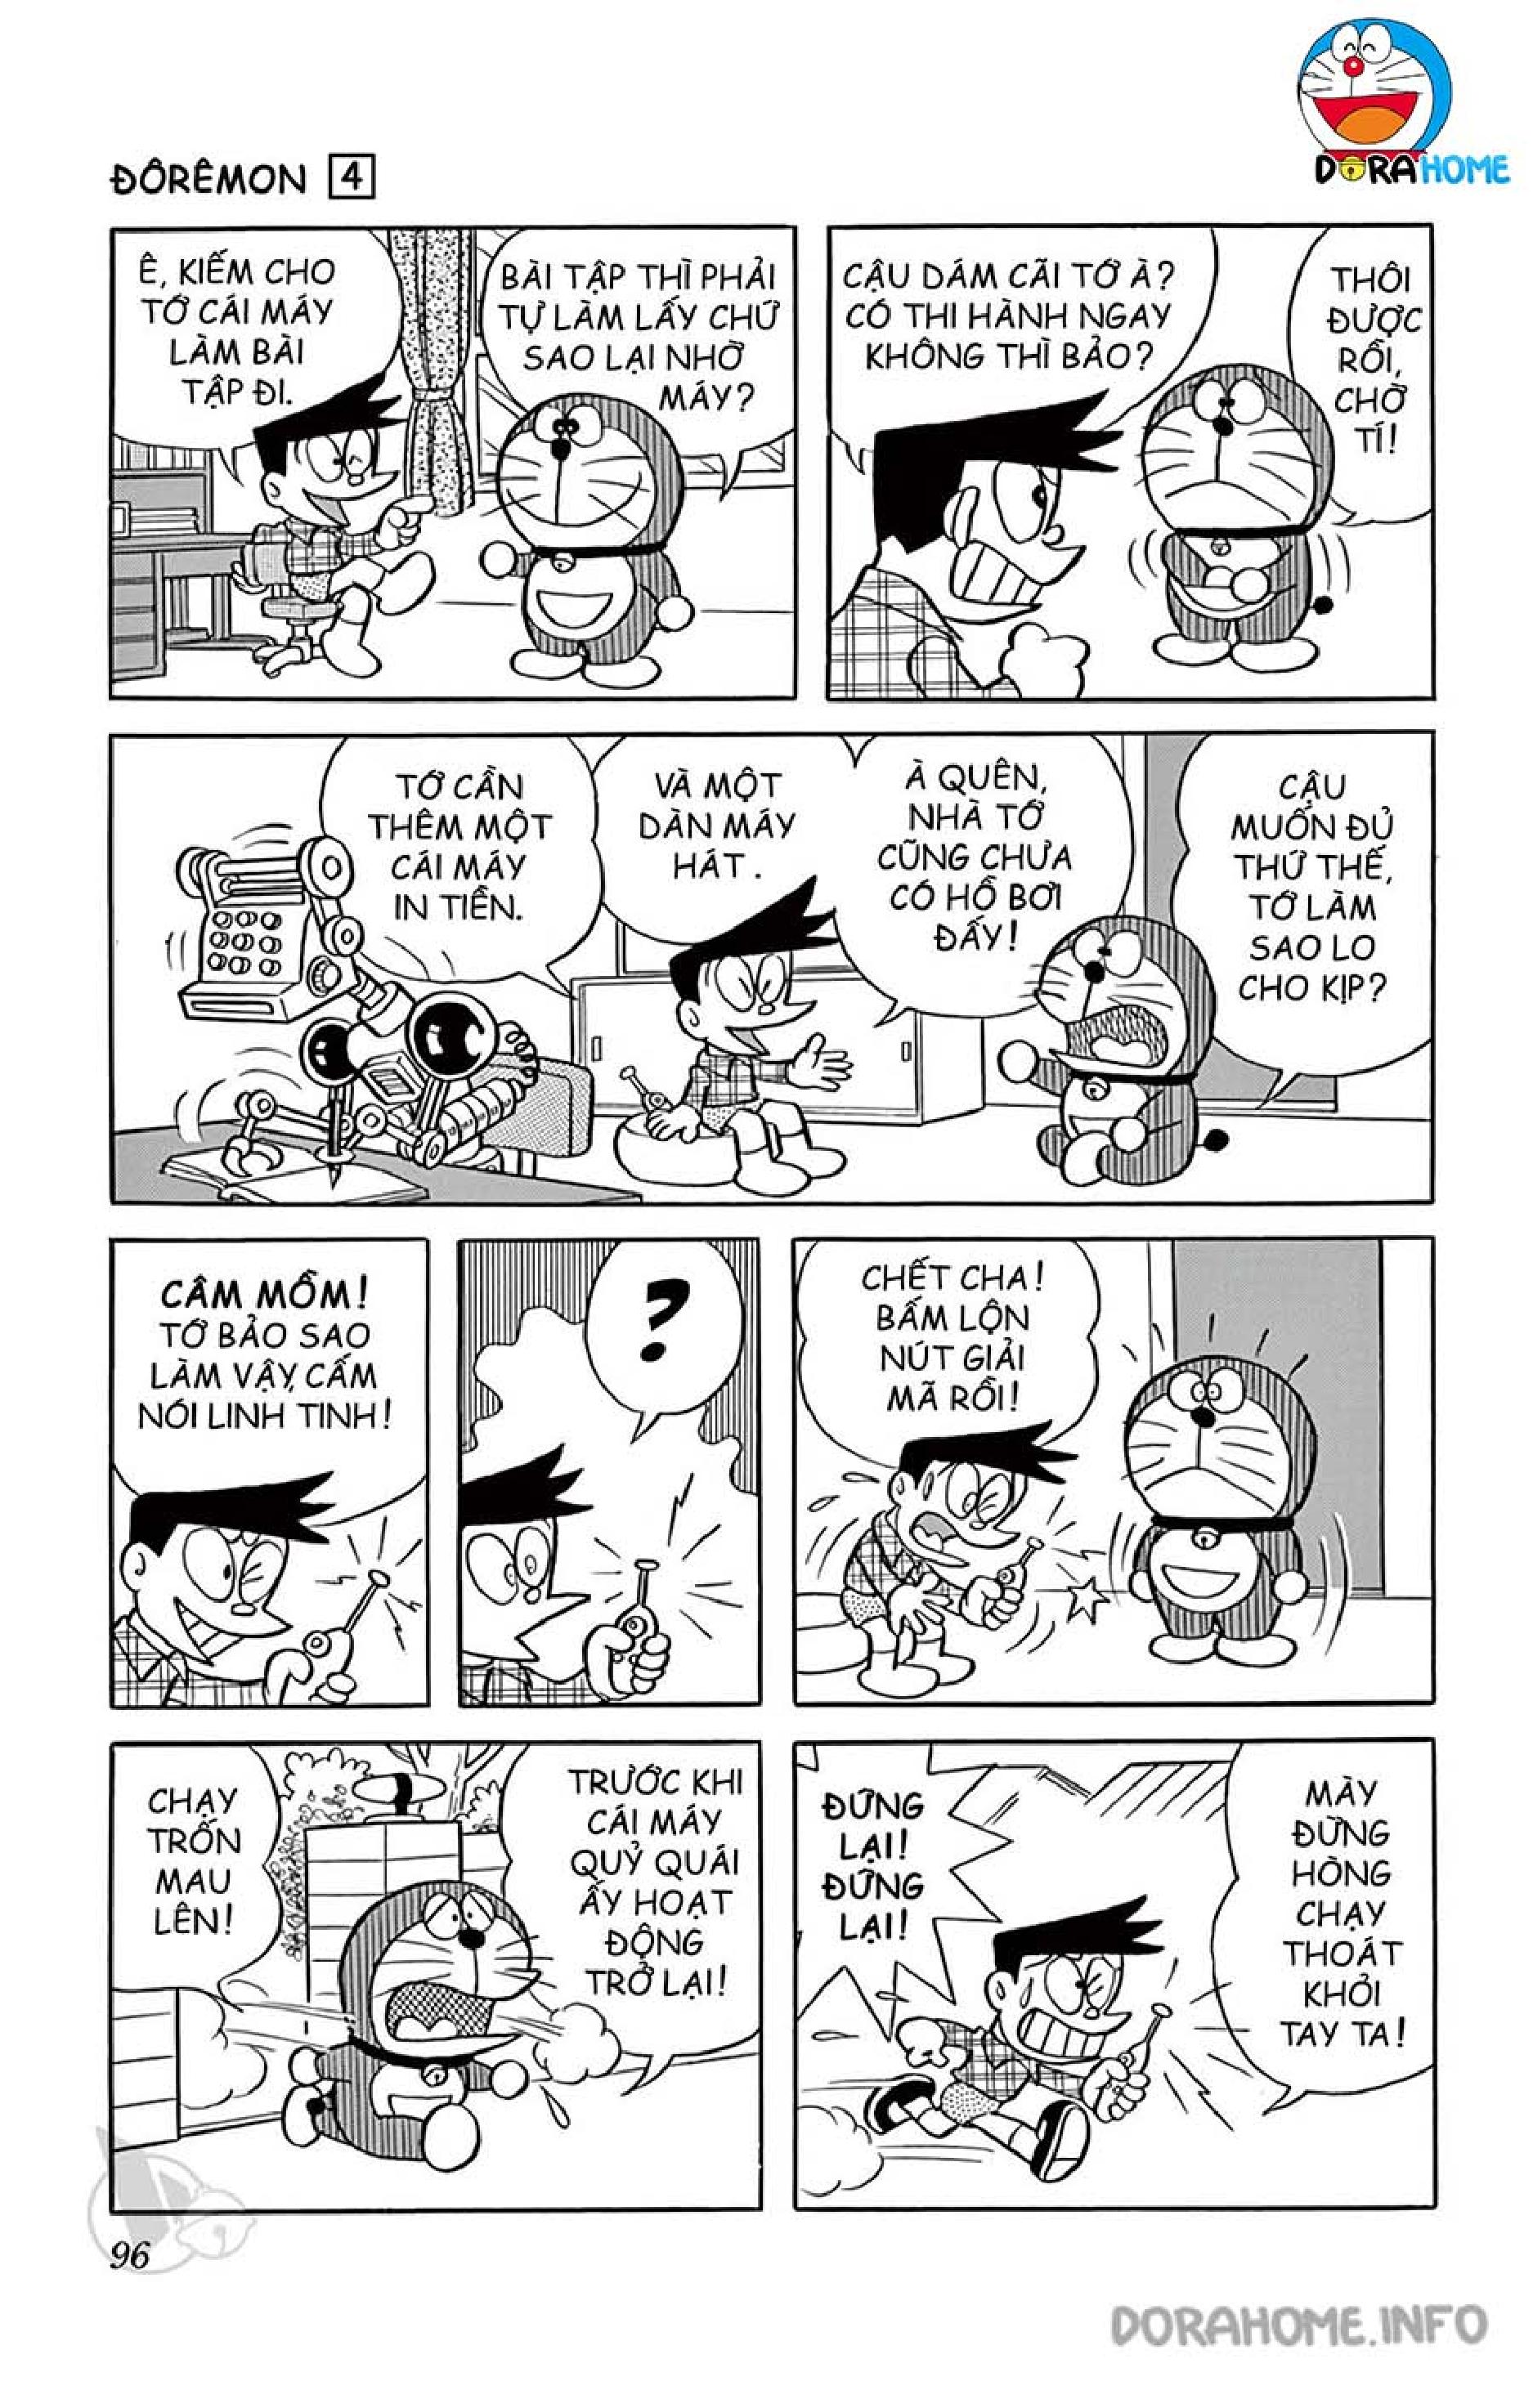 DORAHOME
ĐÔRÊMON 4
Ê, KIẾM CHO
TỚ CÁI MÁY
LÀM BÀI
TẬP ĐI.
BÀI TẬP THÌ PHẢI
TỰ LÀM LẤY CHỨ
SAO LẠI NHỜ
MÁY?
CẬU DÁM CÃI TỚ À?
CÓ THI HÀNH NGAY
KHÔNG THÌ BẢO?
THÔI
ĐƯỢC
RỒI,
CHỜ
TÍ!
TỚ CẦN
THÊM MỘT
CÁI MÁY
IN TIỀN.
VÀ MỘT
DÀN MÁY
HÁT.
À QUÊN,
NHÀ TỚ
CŨNG CHƯA
CÓ HỒ BƠI
ĐẤY!
CẬU
MUỐN ĐỦ
THỨ THẾ,
TỚ LÀM
SAO LO
CHO KỊP?
CÂM MỒM!
TỚ BẢO SAO
LÀM VẬY, CẤM
NÓI LINH TINH!
?
CHẾT CHA!
BẤM LỘN
NÚT GIẢI
MÃ RỒI!
CHẠY
TRỐN
MAU
LÊN!
TRƯỚC KHI
CÁI MÁY
QUỶ QUÁI
ẤY HOẠT
ĐỘNG
TRỞ LẠI!
ĐỨNG
LẠI!
ĐỨNG
LẠI!
MÀY
ĐỪNG
HÒNG
CHẠY
THOÁT
KHỎI
TAY TA!
96
DORAHOME.INFO